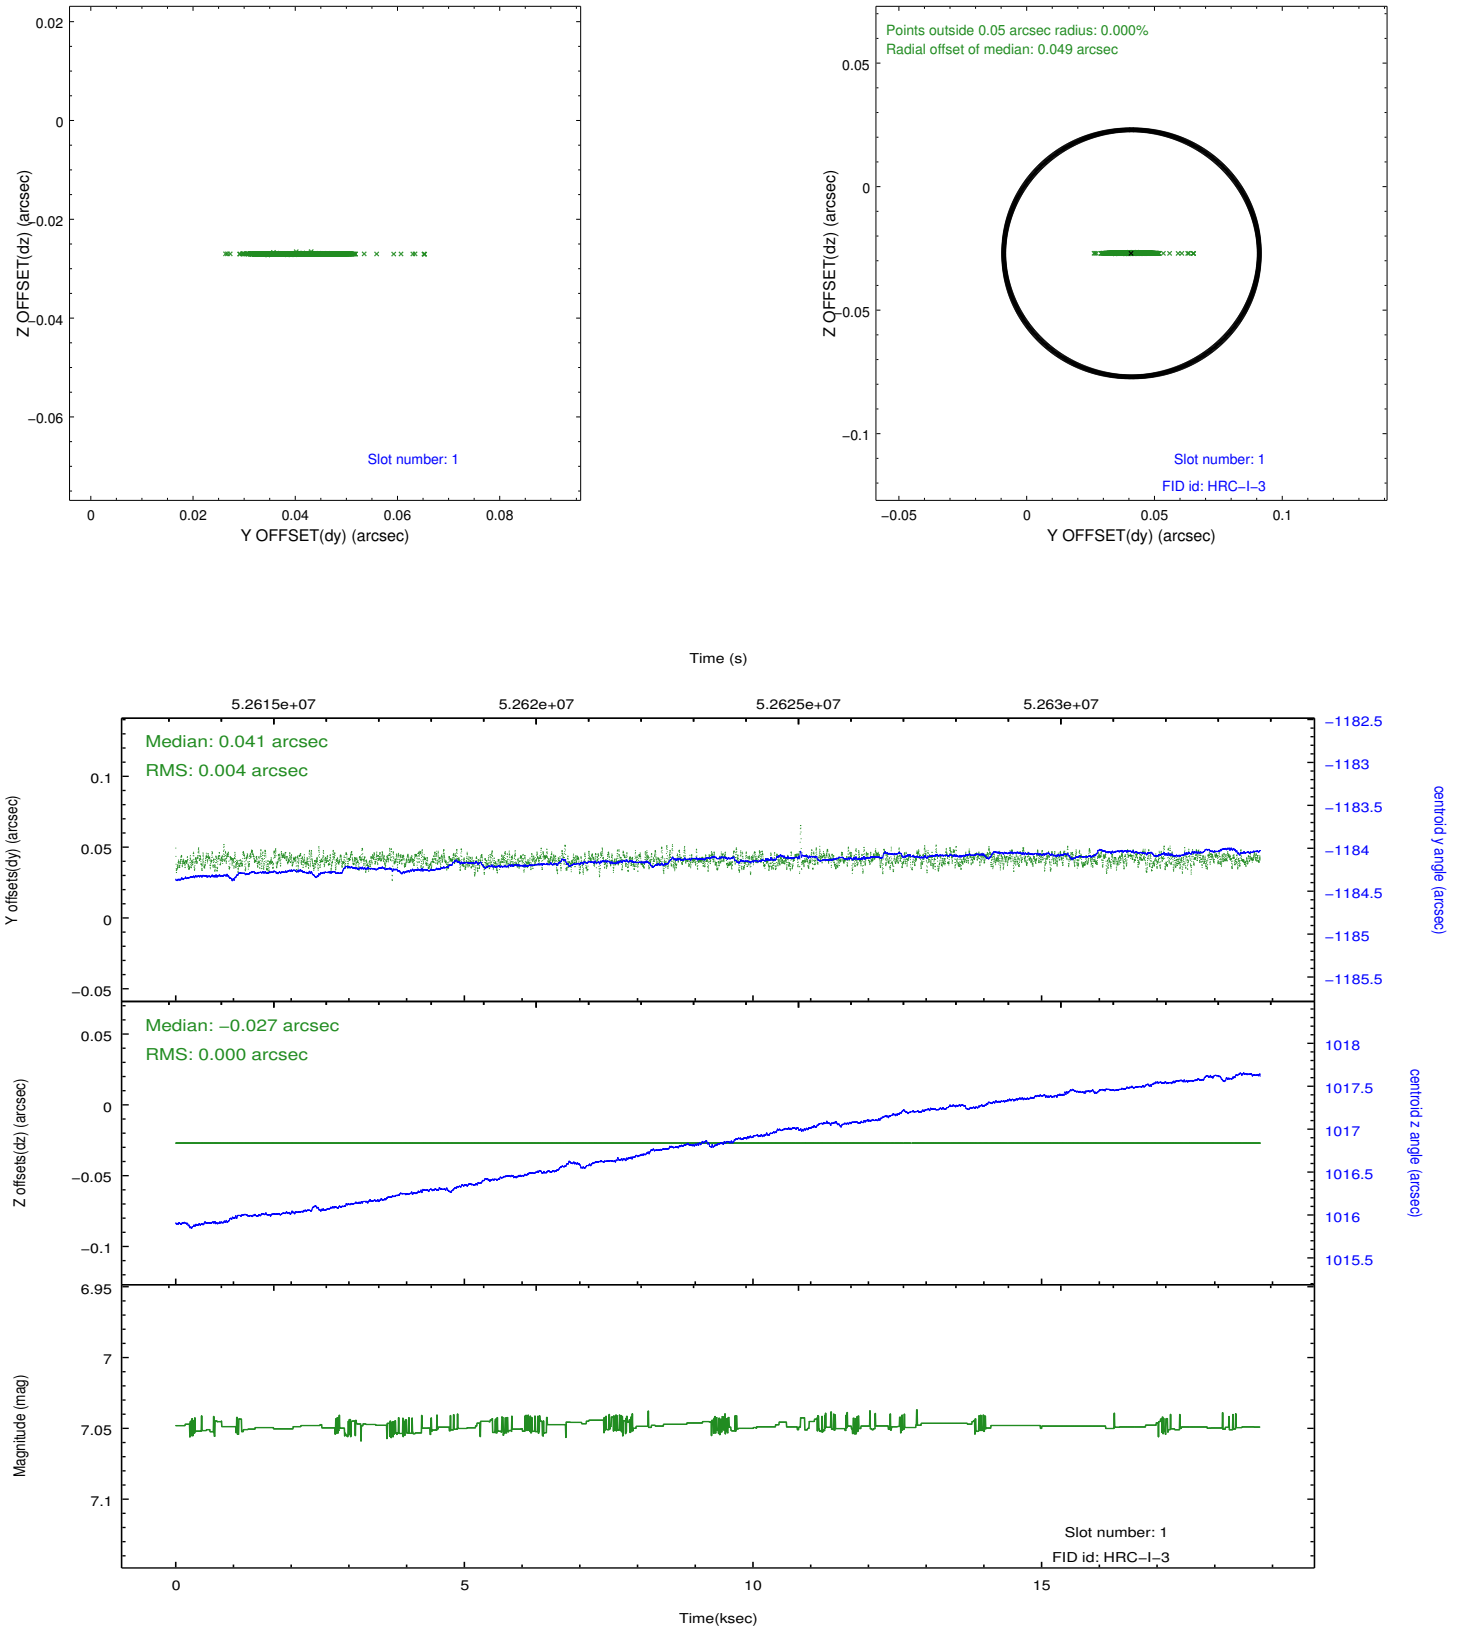 0.02
0
−0.02
−0.04
−0.06
Z OFFSET(dz) (arcsec)
Slot number: 1
0
0.02
0.04
0.06
0.08
Y OFFSET(dy) (arcsec)
Points outside 0.05 arcsec radius: 0.000%
Radial offset of median: 0.049 arcsec
0.05
0
−0.05
−0.1
Z OFFSET(dz) (arcsec)
Slot number: 1
FID id: HRC−I−3
−0.05
0
0.05
0.1
Y OFFSET(dy) (arcsec)
Time (s)
5.2615e+07
5.262e+07
5.2625e+07
5.263e+07
Median: 0.041 arcsec
RMS: 0.004 arcsec
0.1
0.05
0
−0.05
Y offsets(dy) (arcsec)
−1182.5
−1183
−1183.5
−1184
−1184.5
−1185
−1185.5
centroid y angle (arcsec)
Median: −0.027 arcsec
RMS: 0.000 arcsec
0.05
0
−0.05
−0.1
Z offsets(dz) (arcsec)
1018
1017.5
1017
1016.5
1016
1015.5
centroid z angle (arcsec)
6.95
7
7.05
7.1
Magnitude (mag)
Slot number: 1
FID id: HRC−I−3
0
5
10
15
Time(ksec)